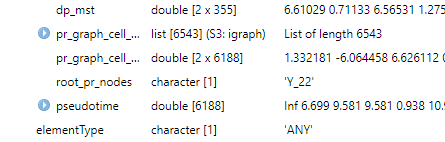 dp_mst double [2 x 355] 6.61029 0.71133 6.56531 1.275
pr_graph_cell_... list [6543] (S3: igraph) List of length 6543
pr_graph_cell_... double [2 x 6188] 1.332181 -6.064458 6.626112 0
root_pr_nodes character [1] 'Y_22'
pseudotime double [6188] Inf 6.699 9.581 9.581 0.938 10.9
elementType character [1] 'ANY'